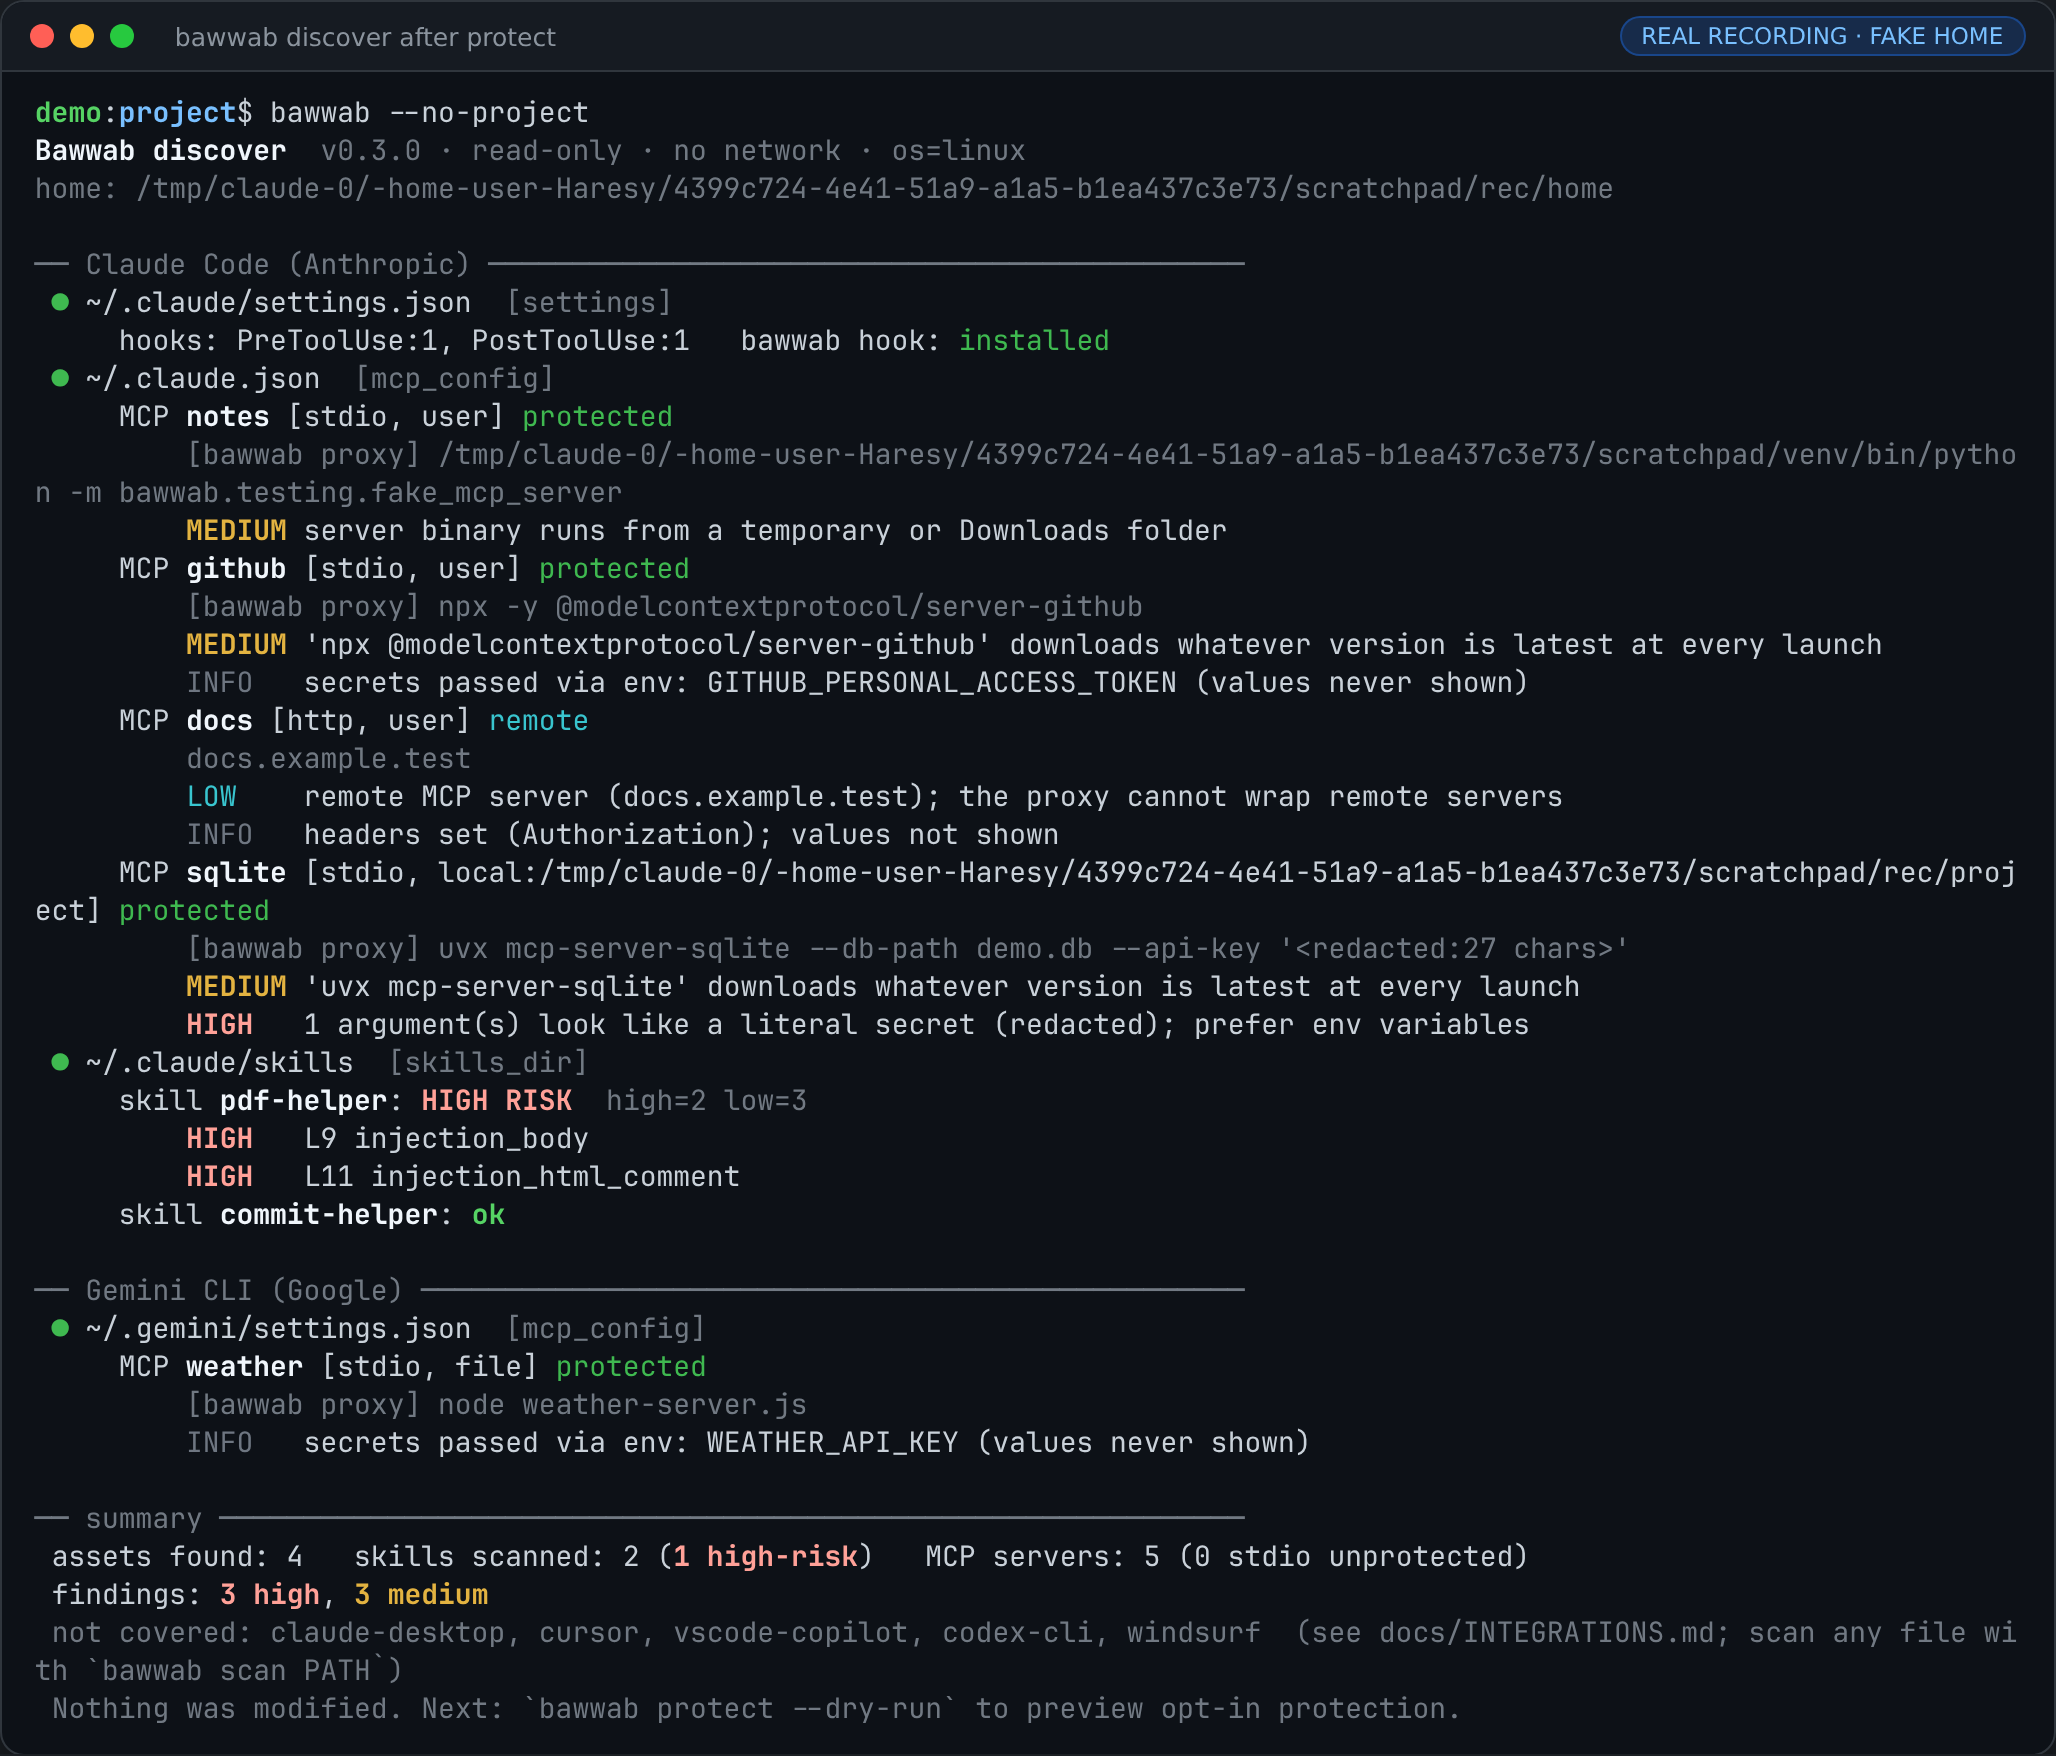 bawwab discover after protect
REAL RECORDING · FAKE HOME
demo:project$ bawwab --no-project
Bawwab discover  v0.3.0 · read-only · no network · os=linux
home: /tmp/claude-0/-home-user-Haresy/4399c724-4e41-51a9-a1a5-b1ea437c3e73/scratchpad/rec/home
── Claude Code (Anthropic) ─────────────────────────────────────────────
● ~/.claude/settings.json  [settings]
hooks: PreToolUse:1, PostToolUse:1   bawwab hook: installed
● ~/.claude.json  [mcp_config]
MCP notes [stdio, user] protected
[bawwab proxy] /tmp/claude-0/-home-user-Haresy/4399c724-4e41-51a9-a1a5-b1ea437c3e73/scratchpad/venv/bin/pytho
n -m bawwab.testing.fake_mcp_server
MEDIUM server binary runs from a temporary or Downloads folder
MCP github [stdio, user] protected
[bawwab proxy] npx -y @modelcontextprotocol/server-github
MEDIUM 'npx @modelcontextprotocol/server-github' downloads whatever version is latest at every launch
INFO   secrets passed via env: GITHUB_PERSONAL_ACCESS_TOKEN (values never shown)
MCP docs [http, user] remote
docs.example.test
LOW    remote MCP server (docs.example.test); the proxy cannot wrap remote servers
INFO   headers set (Authorization); values not shown
MCP sqlite [stdio, local:/tmp/claude-0/-home-user-Haresy/4399c724-4e41-51a9-a1a5-b1ea437c3e73/scratchpad/rec/proj
ect] protected
[bawwab proxy] uvx mcp-server-sqlite --db-path demo.db --api-key '<redacted:27 chars>'
MEDIUM 'uvx mcp-server-sqlite' downloads whatever version is latest at every launch
HIGH   1 argument(s) look like a literal secret (redacted); prefer env variables
● ~/.claude/skills  [skills_dir]
skill pdf-helper: HIGH RISK  high=2 low=3
HIGH   L9 injection_body
HIGH   L11 injection_html_comment
skill commit-helper: ok
── Gemini CLI (Google) ─────────────────────────────────────────────────
● ~/.gemini/settings.json  [mcp_config]
MCP weather [stdio, file] protected
[bawwab proxy] node weather-server.js
INFO   secrets passed via env: WEATHER_API_KEY (values never shown)
── summary ─────────────────────────────────────────────────────────────
assets found: 4   skills scanned: 2 (1 high-risk)   MCP servers: 5 (0 stdio unprotected)
findings: 3 high, 3 medium
not covered: claude-desktop, cursor, vscode-copilot, codex-cli, windsurf  (see docs/INTEGRATIONS.md; scan any file wi
th `bawwab scan PATH`)
Nothing was modified. Next: `bawwab protect --dry-run` to preview opt-in protection.